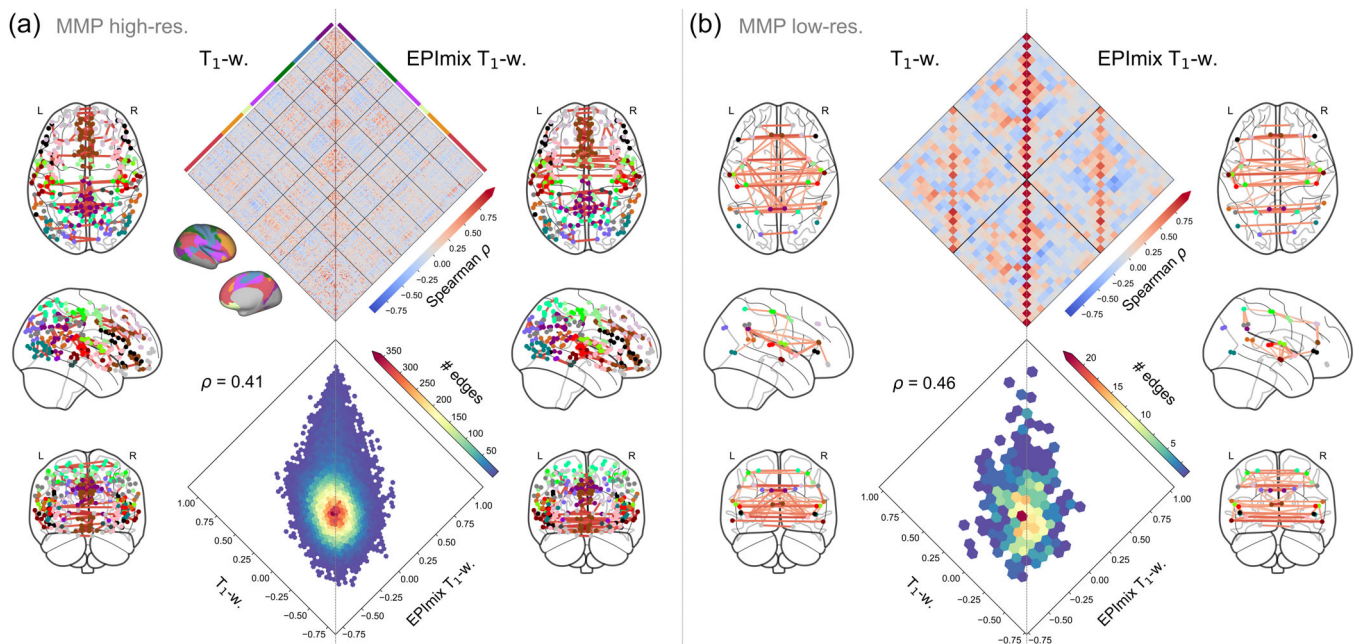 (a) MMP high-res.
T1-w.
EPImix T1-w.
L R
L R
0.75
0.50
0.25
0.00
−0.25
−0.50
−0.75
Spearman ρ
ρ = 0.41
350
300
250
200
150
100
50
# edges
L R
L R
1.00
0.75
0.50
0.25
0.00
−0.25
−0.50
−0.75
T1-w.
1.00
0.75
0.50
0.25
0.00
−0.25
−0.50
−0.75
EPImix T1-w.
(b) MMP low-res.
T1-w.
EPImix T1-w.
L R
L R
0.75
0.50
0.25
0.00
−0.25
−0.50
−0.75
Spearman ρ
ρ = 0.46
20
15
10
5
# edges
L R
L R
1.00
0.75
0.50
0.25
0.00
−0.25
−0.50
−0.75
T1-w.
1.00
0.75
0.50
0.25
0.00
−0.25
−0.50
−0.75
EPImix T1-w.